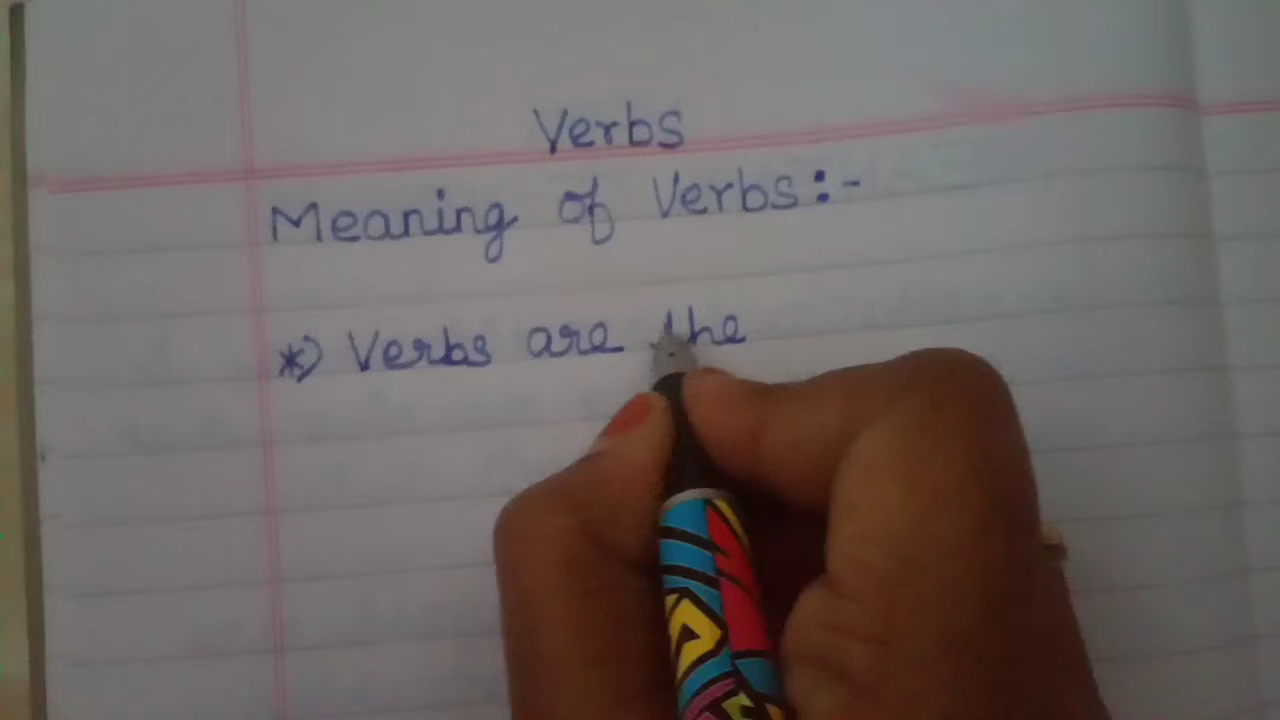 Verbs
Meaning of Verbs:-
*) Verbs are the